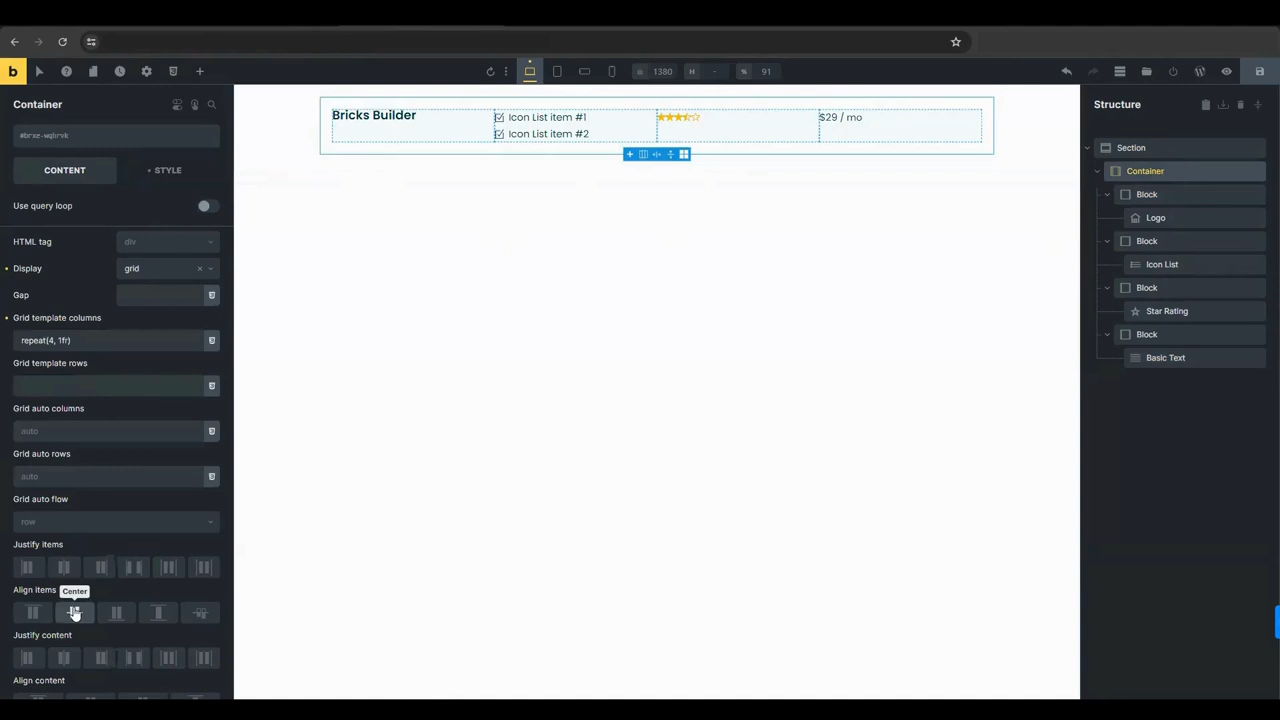 b
1380
H
-
%
91
Container
#brxe-wqhrvk
CONTENT
STYLE
Use query loop
HTML tag
div
Display
grid
Gap
Grid template columns
repeat(4, 1fr)
Grid template rows
Grid auto columns
auto
Grid auto rows
auto
Grid auto flow
row
Justify items
Align items
Center
Justify content
Align content
Bricks Builder
Icon List item #1
Icon List item #2
$29 / mo
Structure
Section
Container
Block
Logo
Block
Icon List
Block
Star Rating
Block
Basic Text